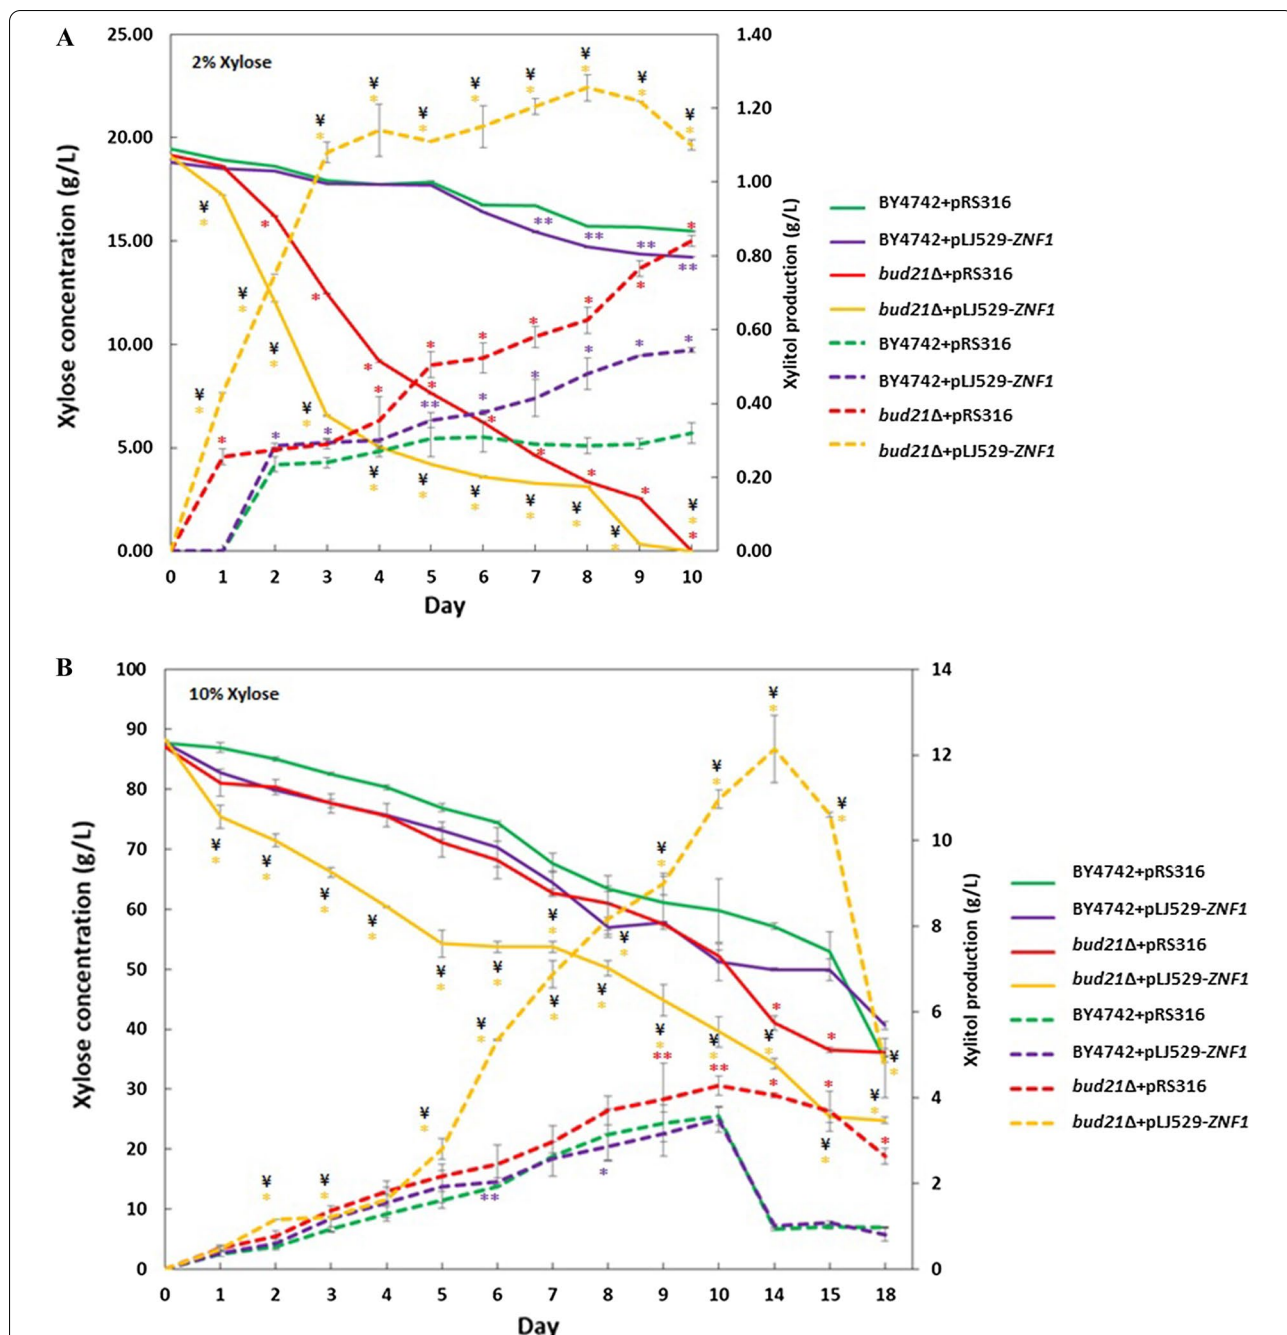 A
2% Xylose
Xylose concentration (g/L)
25.00
20.00
15.00
10.00
5.00
0.00
0 1 2 3 4 5 6 7 8 9 10
Day
1.40
1.20
1.00
0.80
0.60
0.40
0.20
0.00
Xylitol production (g/L)
BY4742+pRS316
BY4742+pLJ529-ZNF1
bud21Δ+pRS316
bud21Δ+pLJ529-ZNF1
BY4742+pRS316
BY4742+pLJ529-ZNF1
bud21Δ+pRS316
bud21Δ+pLJ529-ZNF1
B
10% Xylose
Xylose concentration (g/L)
100
90
80
70
60
50
40
30
20
10
0
0 1 2 3 4 5 6 7 8 9 10 14 15 18
Day
14
12
10
8
6
4
2
0
Xylitol production (g/L)
BY4742+pRS316
BY4742+pLJ529-ZNF1
bud21Δ+pRS316
bud21Δ+pLJ529-ZNF1
BY4742+pRS316
BY4742+pLJ529-ZNF1
bud21Δ+pRS316
bud21Δ+pLJ529-ZNF1